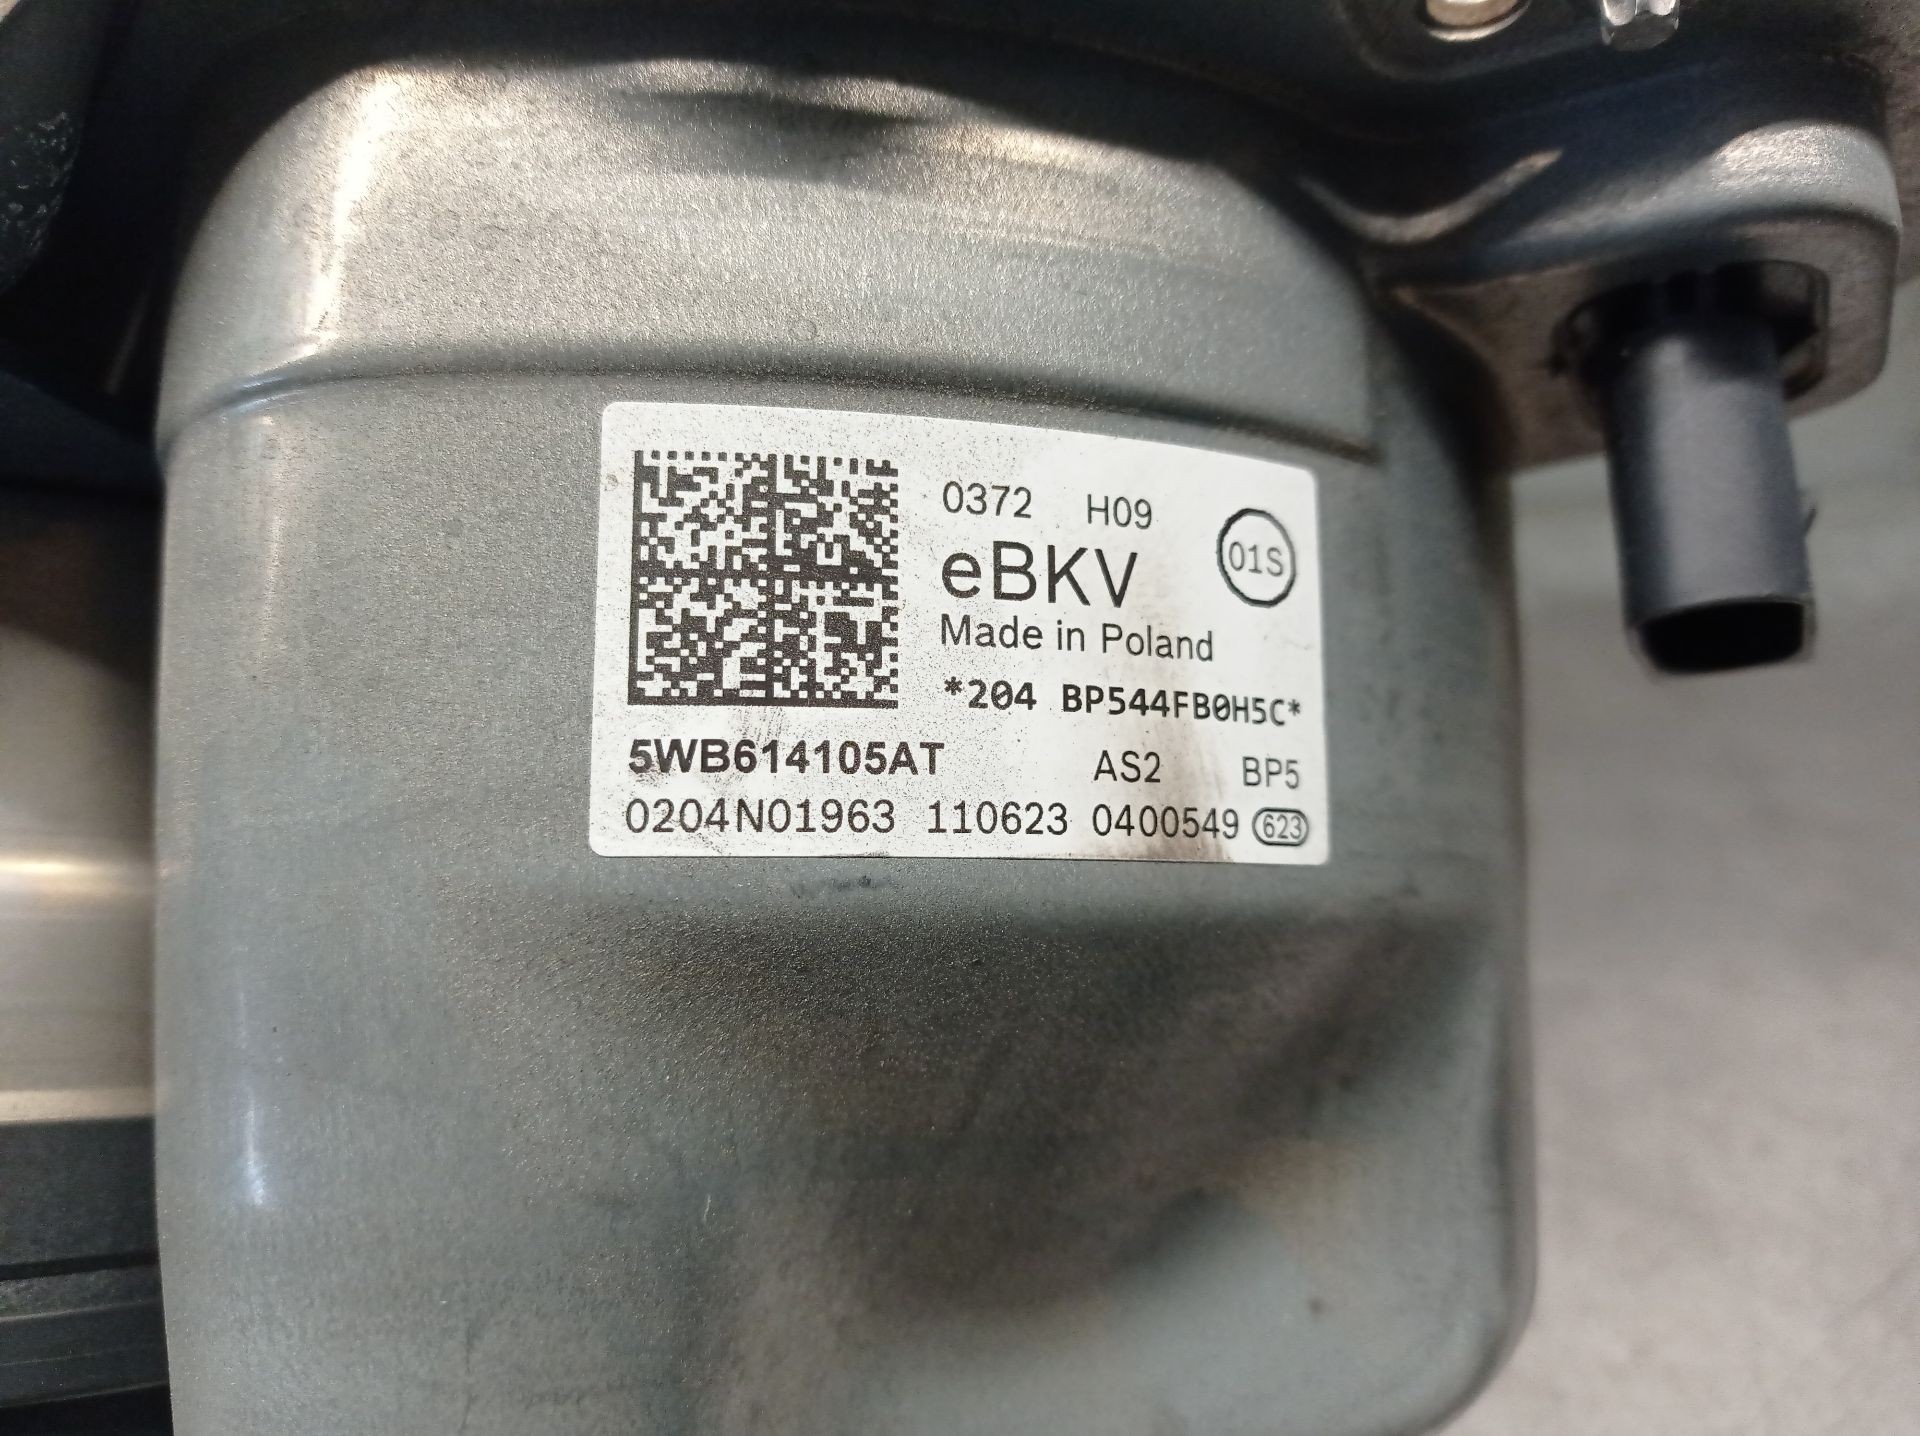 0372 H09
01S
eBKV
Made in Poland
*204 BP544FB0H5C*
5WB614105AT AS2 BP5
0204N01963 110623 0400549 623